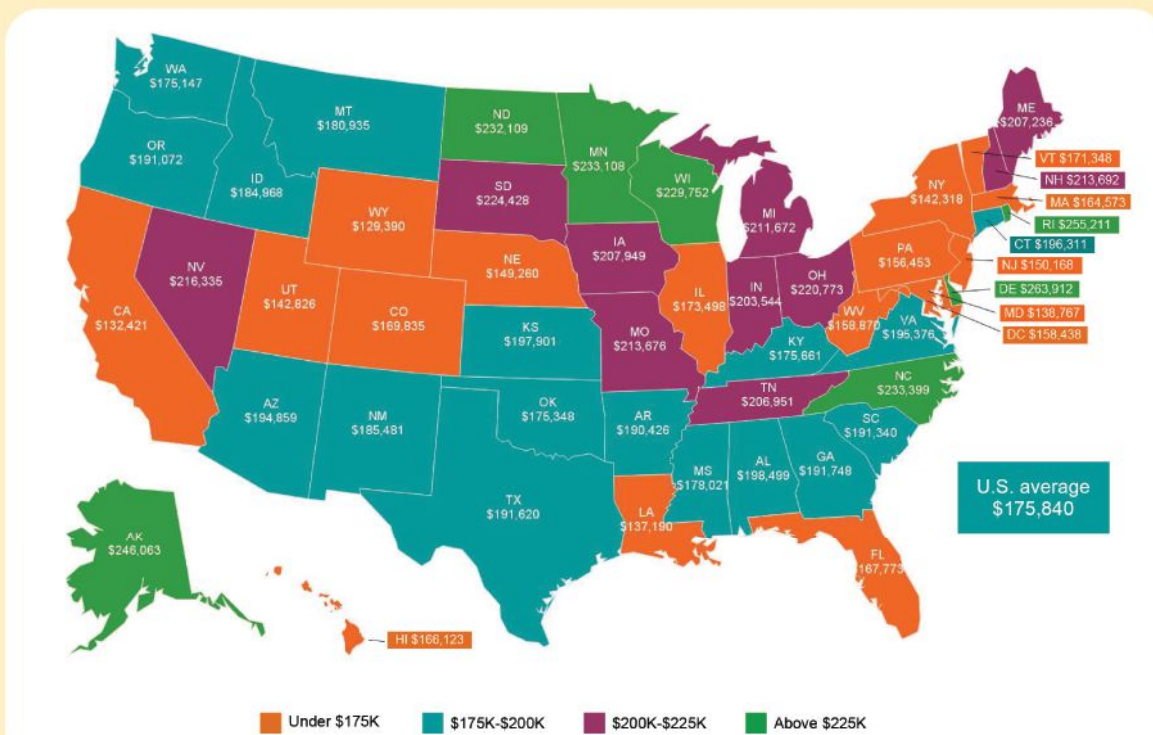 WA
$175,147
MT
$180,935
ND
$232,109
MN
$233,108
ME
$207,236
OR
$191,072
ID
$184,968
SD
$224,428
WI
$229,752
VT $171,348
NH $213,692
NY
$142,318
MA $164,573
MI
$211,672
RI $255,211
WY
$129,390
CT $196,311
IA
$207,949
PA
$156,453
NJ $150,168
NE
$149,260
NV
$216,335
OH
$220,773
DE $263,912
UT
$142,826
IN
$203,544
IL
$173,498
MD $138,767
CA
$132,421
CO
$169,835
WV
$158,870
VA
$195,376
DC $158,438
KS
$197,901
MO
$213,676
KY
$175,661
NC
$233,399
TN
$206,951
AZ
$194,859
NM
$185,481
OK
$175,348
AR
$190,426
SC
$191,340
MS
$178,021
AL
$198,499
GA
$191,748
U.S. average
$175,840
TX
$191,620
LA
$137,190
AK
$246,063
FL
$167,773
HI $166,123
Under $175K
$175K-$200K
$200K-$225K
Above $225K